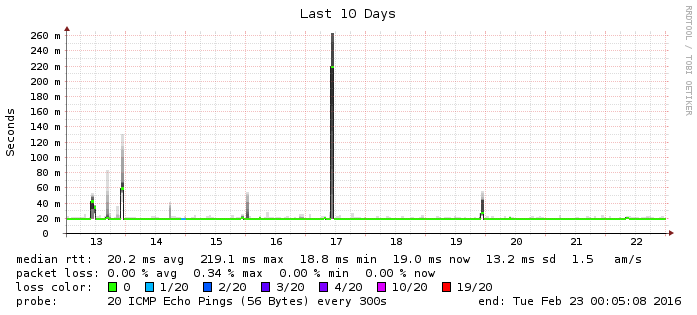 Last 10 Days
RRDTOOL / TOBI OETIKER
Seconds
260 m
240 m
220 m
200 m
180 m
160 m
140 m
120 m
100 m
80 m
60 m
40 m
20 m
0
13 14 15 16 17 18 19 20 21 22
median rtt: 20.2 ms avg 219.1 ms max 18.8 ms min 19.0 ms now 13.2 ms sd 1.5 am/s
packet loss: 0.00 % avg 0.34 % max 0.00 % min 0.00 % now
loss color: 0 1/20 2/20 3/20 4/20 10/20 19/20
probe: 20 ICMP Echo Pings (56 Bytes) every 300s end: Tue Feb 23 00:05:08 2016